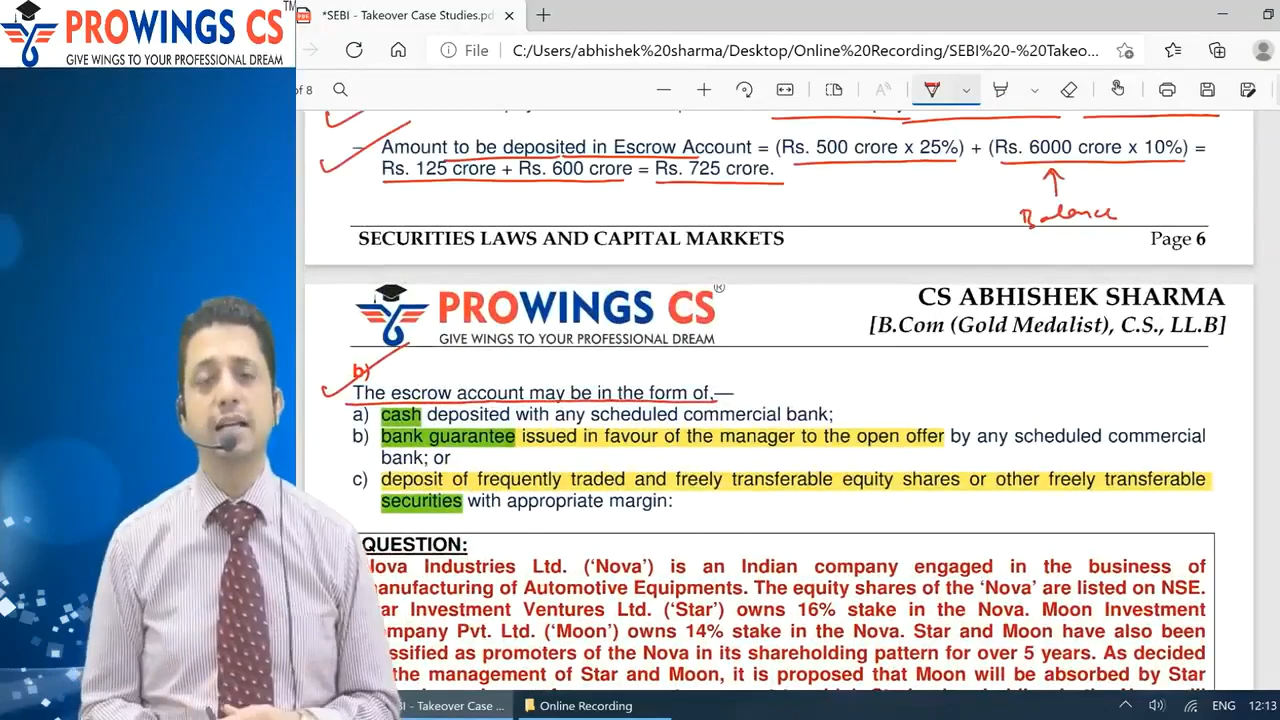 PROWINGS CS TM
GIVE WINGS TO YOUR PROFESSIONAL DREAM
*SEBI - Takeover Case Studies.pd
File C:/Users/abhishek%20sharma/Desktop/Online%20Recording/SEBI%20-%20Takeo...
of 8
– Amount to be deposited in Escrow Account = (Rs. 500 crore x 25%) + (Rs. 6000 crore x 10%) =
Rs. 125 crore + Rs. 600 crore = Rs. 725 crore.
Balance
SECURITIES LAWS AND CAPITAL MARKETS Page 6
PROWINGS CS ®
GIVE WINGS TO YOUR PROFESSIONAL DREAM
CS ABHISHEK SHARMA
[B.Com (Gold Medalist), C.S., LL.B]
b)
The escrow account may be in the form of,—
a) cash deposited with any scheduled commercial bank;
b) bank guarantee issued in favour of the manager to the open offer by any scheduled commercial
bank; or
c) deposit of frequently traded and freely transferable equity shares or other freely transferable
securities with appropriate margin:
QUESTION:
Nova Industries Ltd. (‘Nova’) is an Indian company engaged in the business of
manufacturing of Automotive Equipments. The equity shares of the ‘Nova’ are listed on NSE.
Star Investment Ventures Ltd. (‘Star’) owns 16% stake in the Nova. Moon Investment
Company Pvt. Ltd. (‘Moon’) owns 14% stake in the Nova. Star and Moon have also been
classified as promoters of the Nova in its shareholding pattern for over 5 years. As decided
the management of Star and Moon, it is proposed that Moon will be absorbed by Star
BI - Takeover Case ... Online Recording ENG 12:13